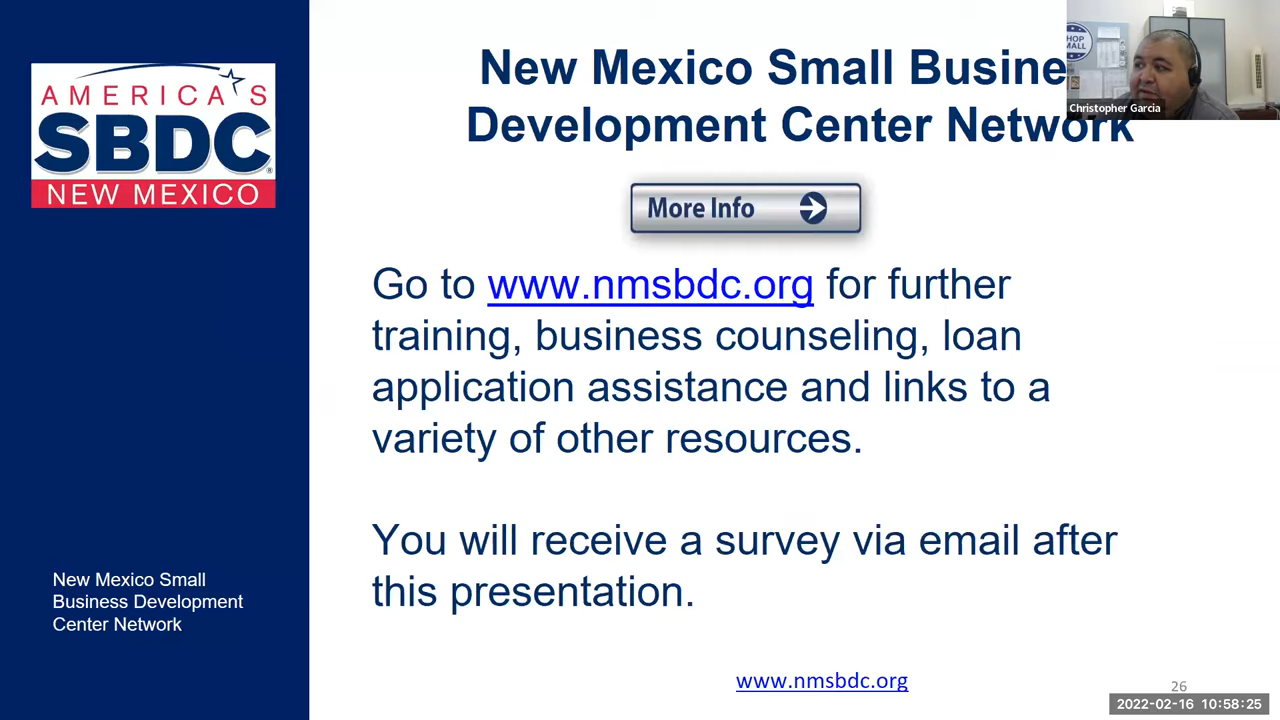 AMERICA'S
SBDC
NEW MEXICO
New Mexico Small
Business Development
Center Network
New Mexico Small Busine
Development Center Network
More Info
Go to www.nmsbdc.org for further
training, business counseling, loan
application assistance and links to a
variety of other resources.
You will receive a survey via email after
this presentation.
www.nmsbdc.org
26
2022-02-16 10:58:25
Christopher Garcia